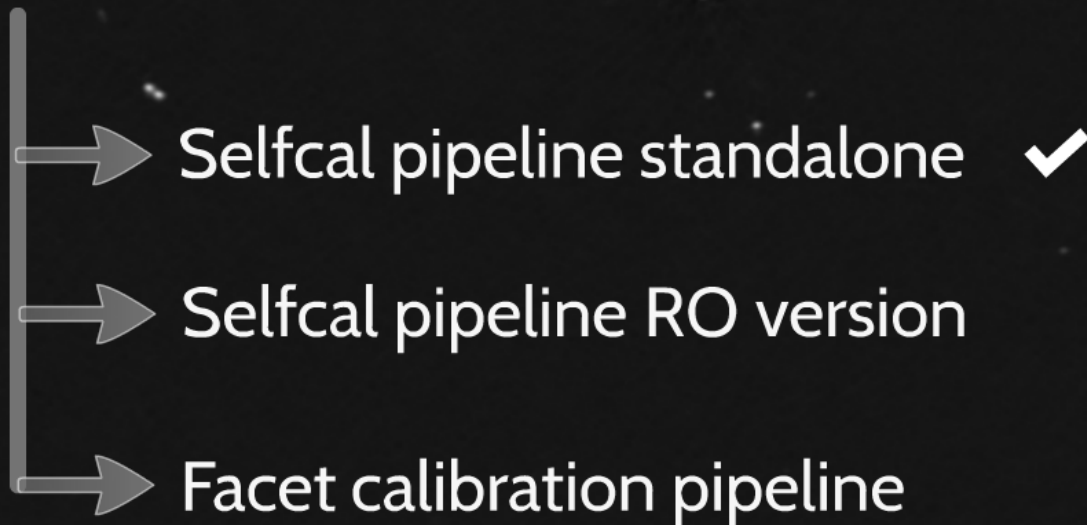 Selfcal pipeline standalone ✔
Selfcal pipeline RO version
Facet calibration pipeline